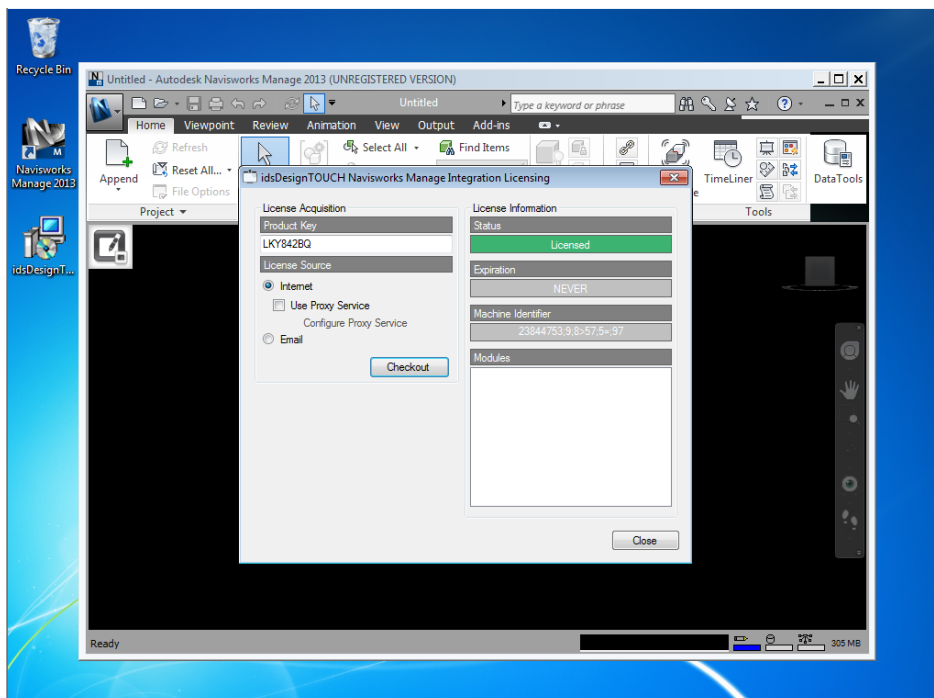 Recycle Bin
Navisworks
Manage 2013
idsDesignT...
Untitled - Autodesk Navisworks Manage 2013 (UNREGISTERED VERSION)
Untitled
Type a keyword or phrase
Home Viewpoint Review Animation View Output Add-ins
Append
Refresh
Reset All...
File Options
Project
Select All
Find Items
TimeLiner
DataTools
Tools
idsDesignTOUCH Navisworks Manage Integration Licensing
License Acquisition
Product Key
LKY842BQ
License Source
Internet
Use Proxy Service
Configure Proxy Service
Email
Checkout
License Information
Status
Licensed
Expiration
NEVER
Machine Identifier
23844753,9;8>57;5=;97
Modules
Close
Ready
305 MB